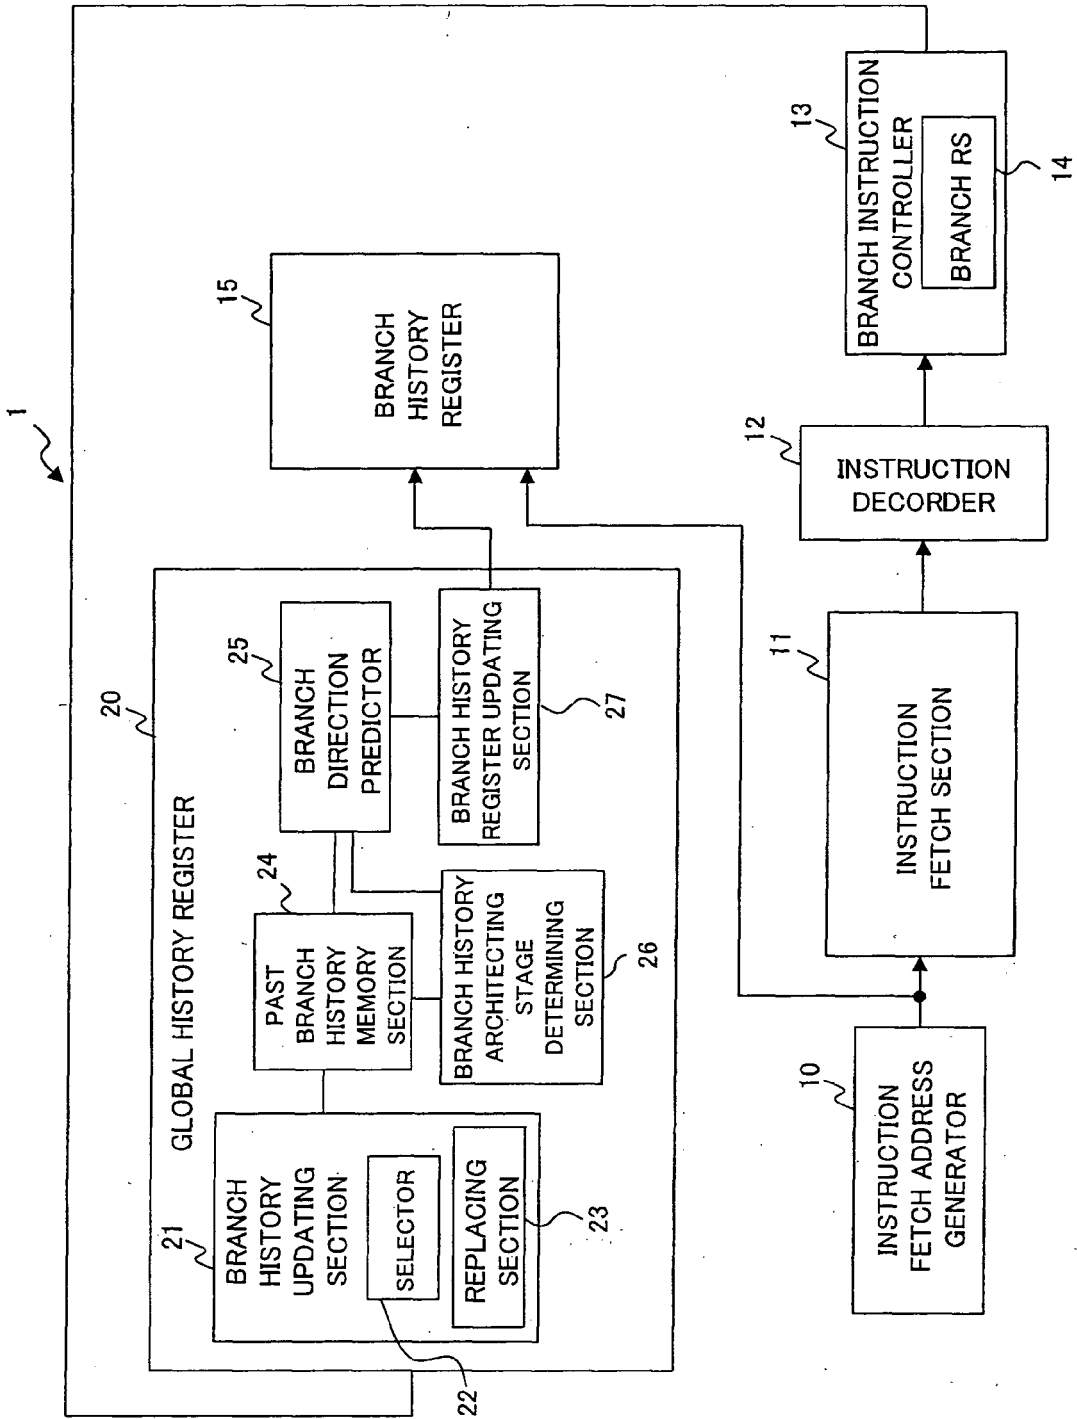 1
20
GLOBAL HISTORY REGISTER
21
BRANCH
HISTORY
UPDATING
SECTION
SELECTOR
22
REPLACING
SECTION
23
24
PAST
BRANCH
HISTORY
MEMORY
SECTION
25
BRANCH
DIRECTION
PREDICTOR
BRANCH HISTORY
ARCHITECTING
STAGE
DETERMINING
SECTION
26
BRANCH HISTORY
REGISTER UPDATING
SECTION
27
15
BRANCH
HISTORY
REGISTER
10
INSTRUCTION
FETCH ADDRESS
GENERATOR
11
INSTRUCTION
FETCH SECTION
12
INSTRUCTION
DECORDER
13
BRANCH INSTRUCTION
CONTROLLER
BRANCH RS
14